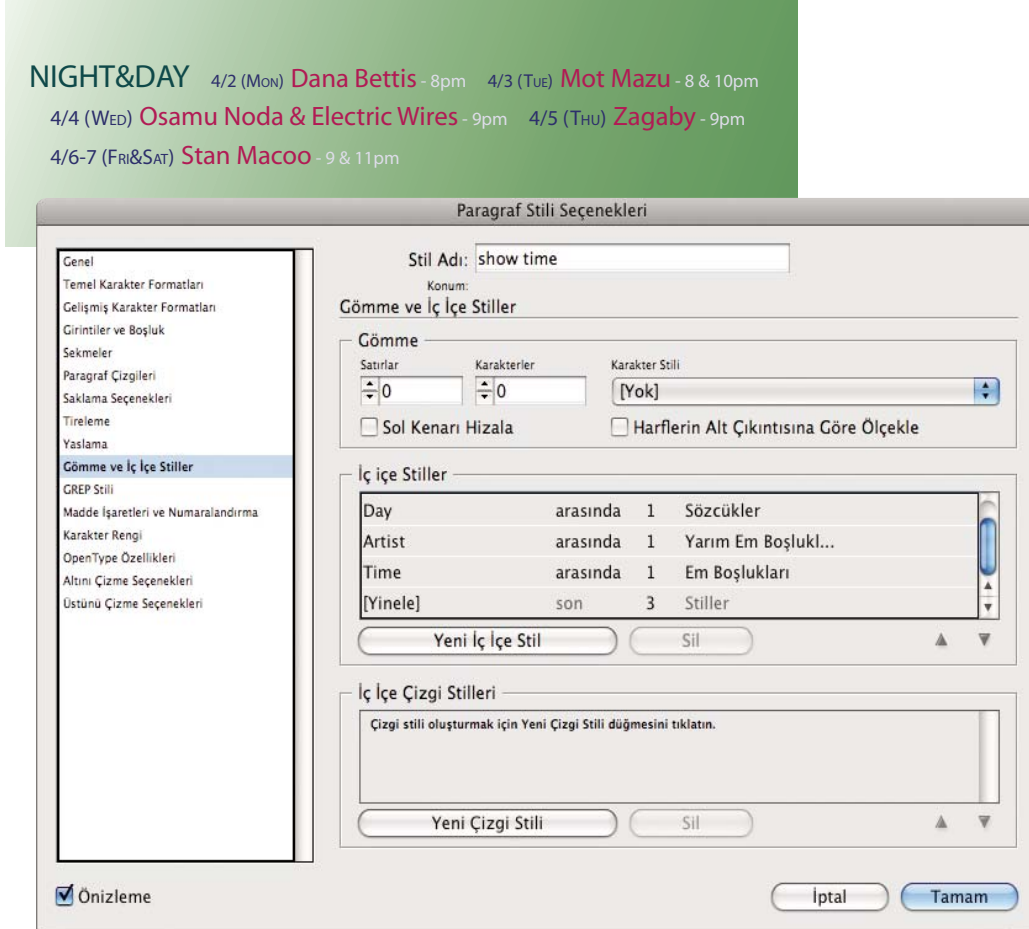 NIGHT&DAY 4/2 (Mon) Dana Bettis - 8pm 4/3 (Tue) Mot Mazu - 8 & 10pm
4/4 (Wed) Osamu Noda & Electric Wires - 9pm 4/5 (Thu) Zagaby - 9pm
4/6-7 (Fri&Sat) Stan Macoo - 9 & 11pm
Paragraf Stili Seçenekleri
Genel
Temel Karakter Formatları
Gelişmiş Karakter Formatları
Girintiler ve Boşluk
Sekmeler
Paragraf Çizgileri
Saklama Seçenekleri
Tireleme
Yaslama
Gömme ve İç İçe Stiller
GREP Stili
Madde İşaretleri ve Numaralandırma
Karakter Rengi
OpenType Özellikleri
Altını Çizme Seçenekleri
Üstünü Çizme Seçenekleri
Stil Adı: show time
Konum:
Gömme ve İç İçe Stiller
Gömme
Satırlar Karakterler Karakter Stili
0 0 [Yok]
Sol Kenarı Hizala Harflerin Alt Çıkıntısına Göre Ölçekle
İç içe Stiller
Day arasında 1 Sözcükler
Artist arasında 1 Yarım Em Boşlukl...
Time arasında 1 Em Boşlukları
[Yinele] son 3 Stiller
Yeni İç İçe Stil Sil
İç İçe Çizgi Stilleri
Çizgi stili oluşturmak için Yeni Çizgi Stili düğmesini tıklatın.
Yeni Çizgi Stili Sil
Önizleme İptal Tamam